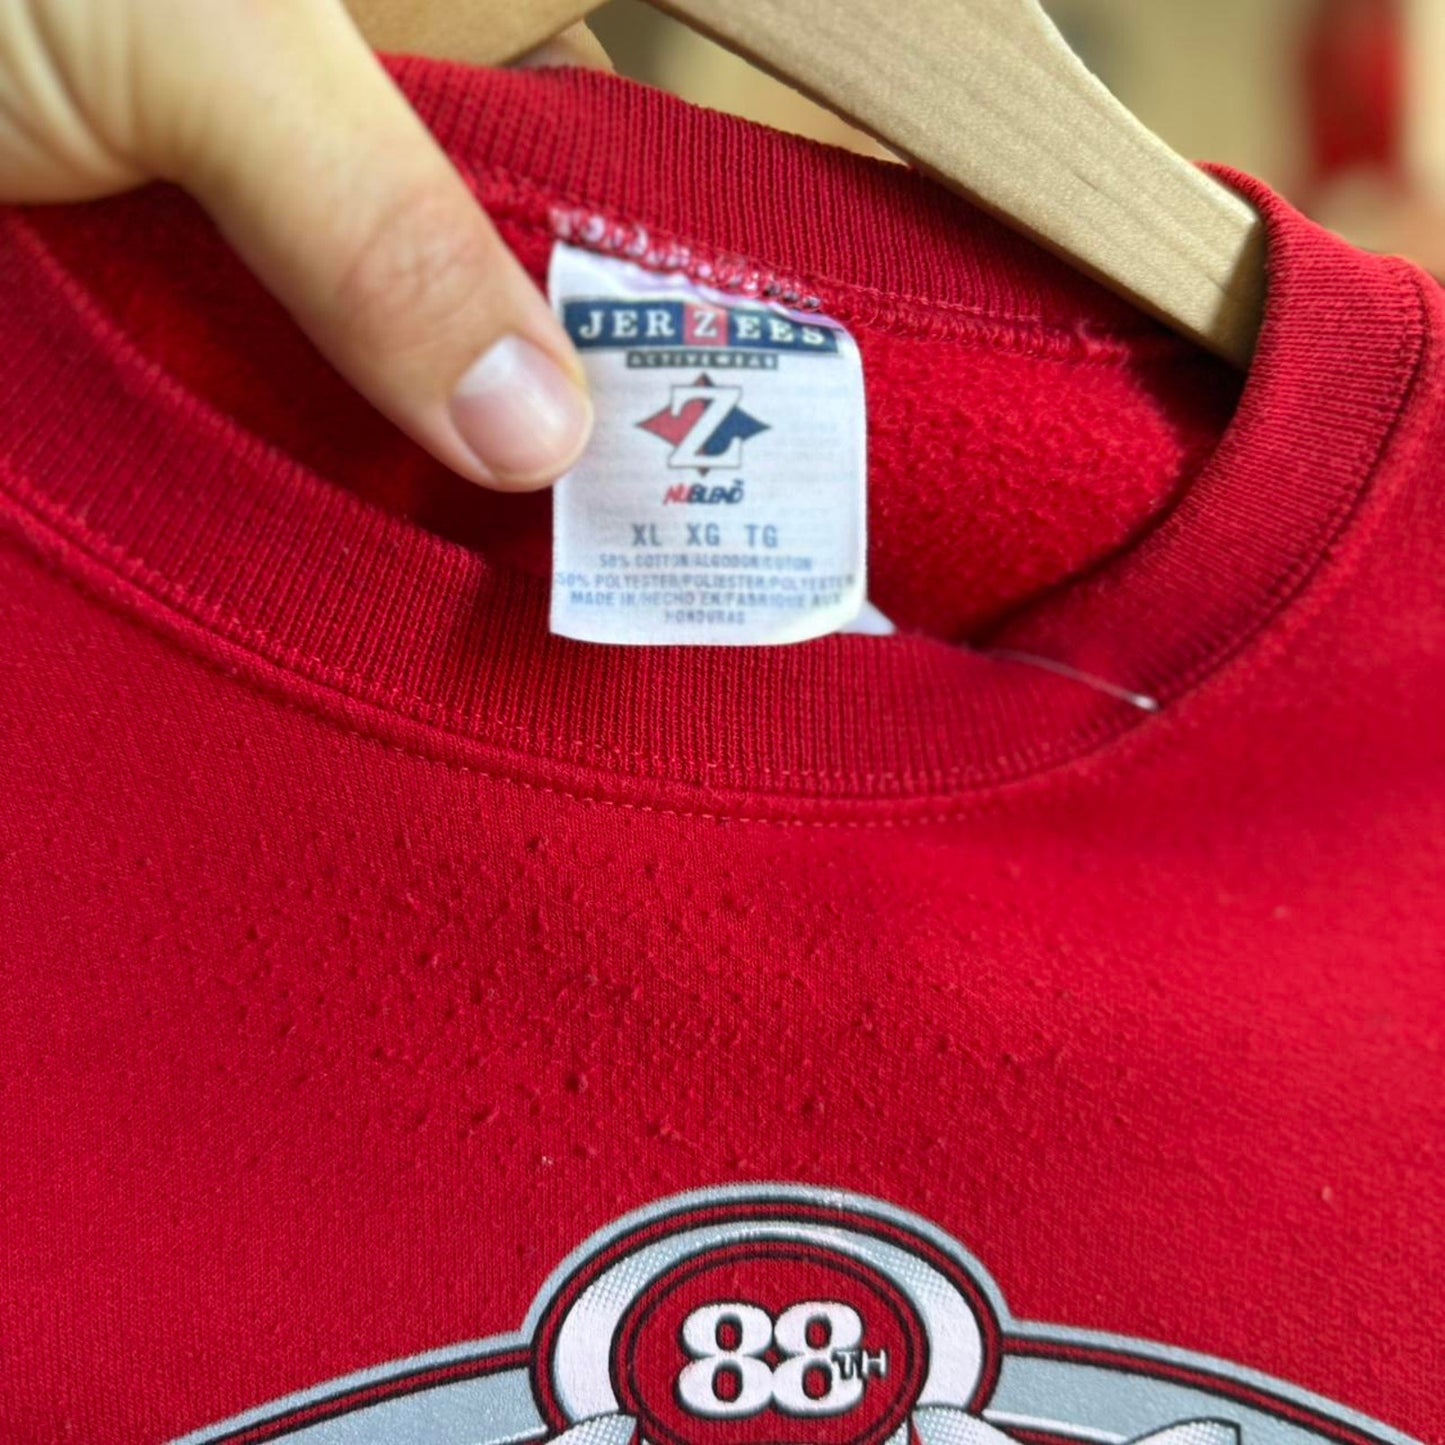 JERZEES
ACTIVEWEAR
Z
NUBLEND
XL XG TG
50% COTTON/ALGODON/COTON
50% POLYESTER/POLIESTER/POLYESTER
MADE IN/HECHO EN/FABRIQUE AUX
HONDURAS
88TH